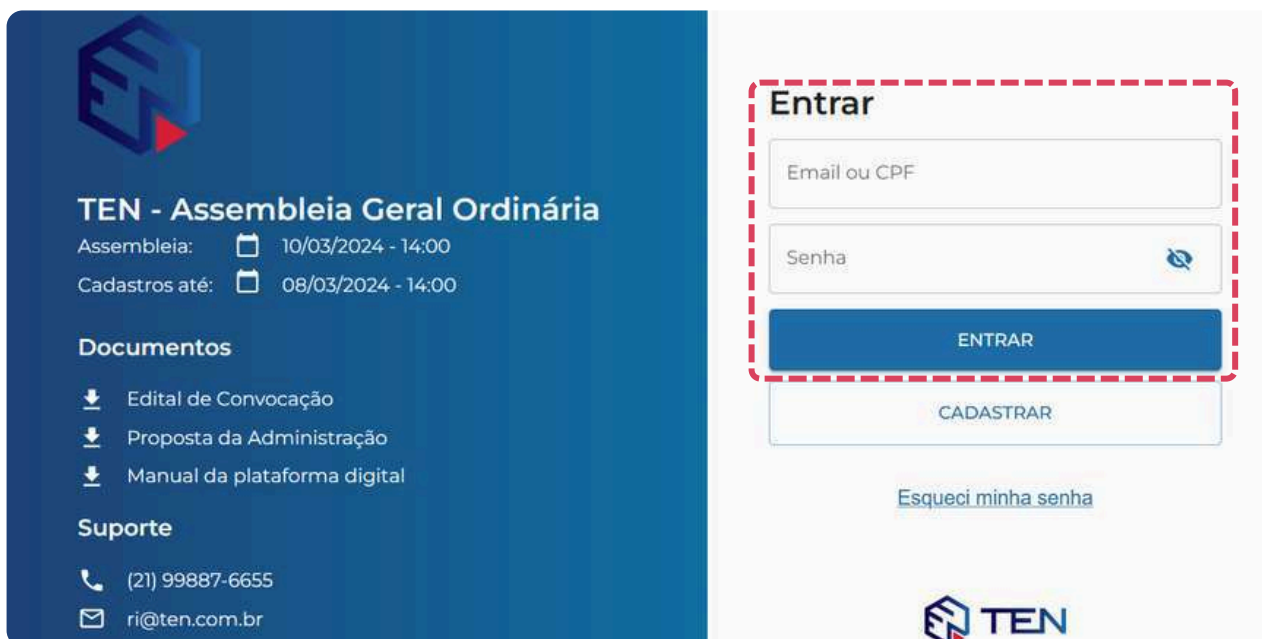 TEN - Assembleia Geral Ordinária
Assembleia: 10/03/2024 - 14:00
Cadastros até: 08/03/2024 - 14:00
Documentos
Edital de Convocação
Proposta da Administração
Manual da plataforma digital
Suporte
(21) 99887-6655
ri@ten.com.br
Entrar
Email ou CPF
Senha
ENTRAR
CADASTRAR
Esqueci minha senha
TEN